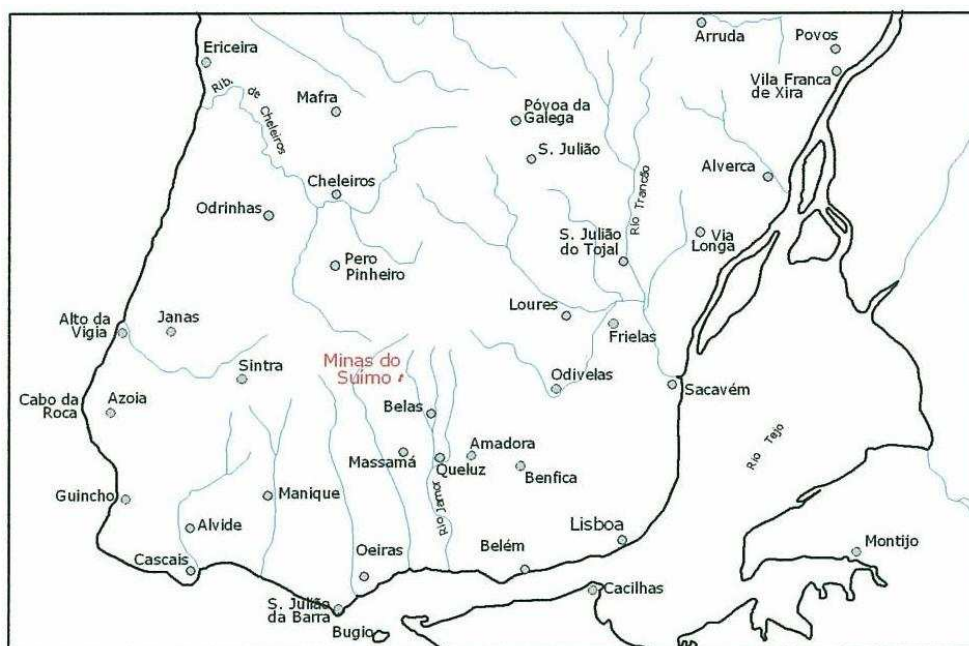 Arruda
Povos
Ericeira
Vila Franca
de Xira
Rib. de Cheleiros
Mafra
Póvoa da
Galega
S. Julião
Alverca
Cheleiros
Rio Trancão
Odrinhas
S. Julião
do Tojal
Via
Longa
Pero
Pinheiro
Loures
Alto da
Vigia
Janas
Frielas
Minas do
Suímo
Sintra
Odivelas
Sacavém
Cabo da
Roca
Azoia
Belas
Rio Tejo
Massamá
Amadora
Queluz
Benfica
Guincho
Manique
Rio Jamor
Alvide
Lisboa
Oeiras
Belém
Montijo
Cascais
Cacilhas
S. Julião
da Barra
Bugio